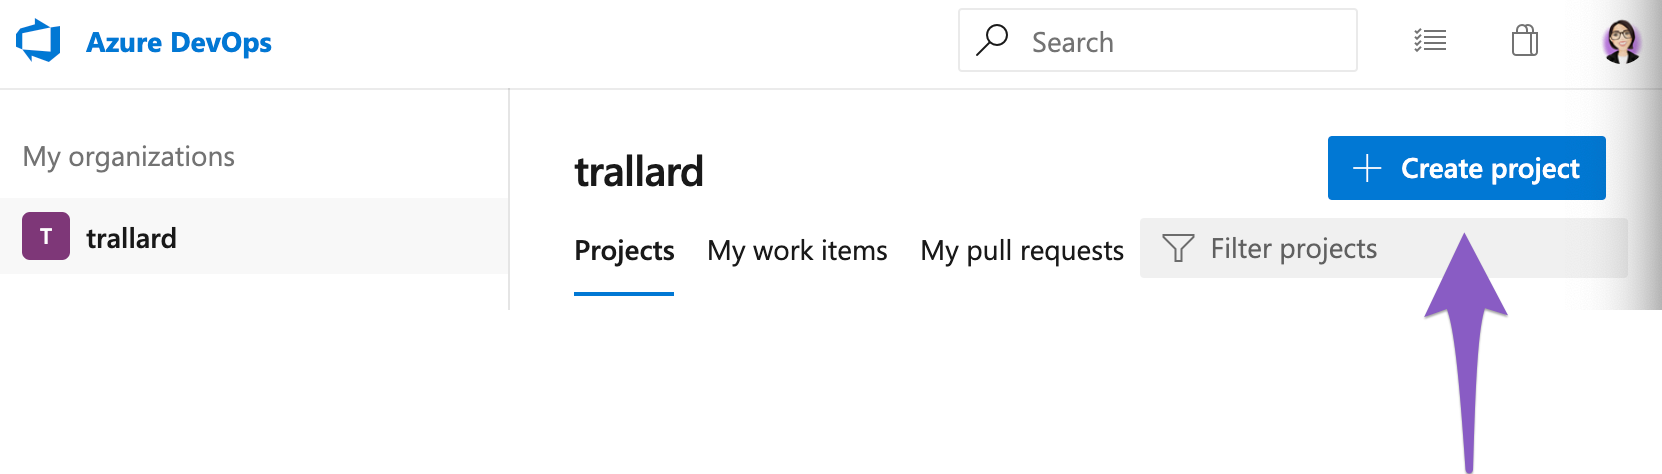 Azure DevOps
Search
My organizations
T trallard
trallard
Create project
Projects My work items My pull requests Filter projects